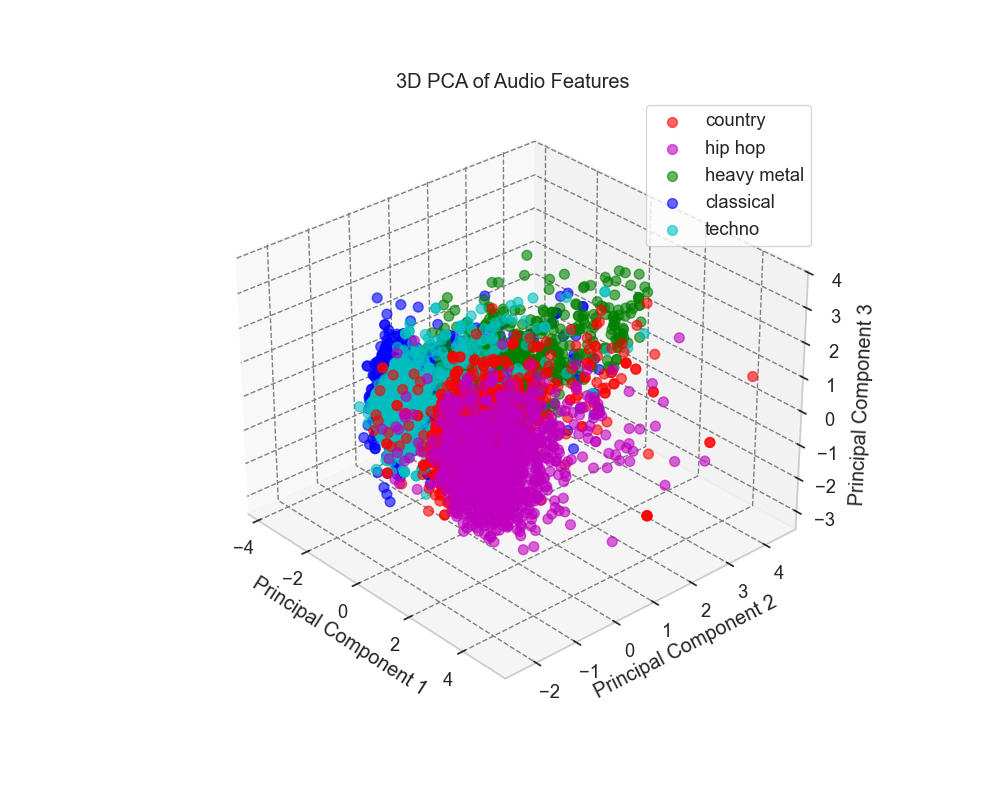 3D PCA of Audio Features
country
hip hop
heavy metal
classical
techno
4
3
2
1
0
−1
−2
−3
Principal Component 3
−4
−2
0
2
4
Principal Component 1
−2
−1
0
1
2
3
4
Principal Component 2